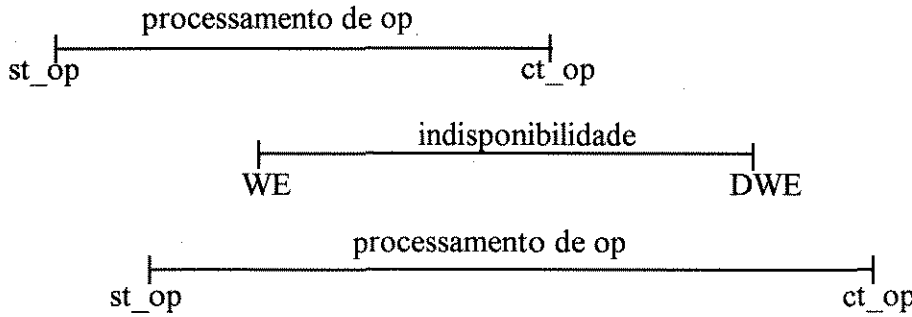 processamento de op
st_op ct_op
indisponibilidade
WE DWE
processamento de op
st_op ct_op